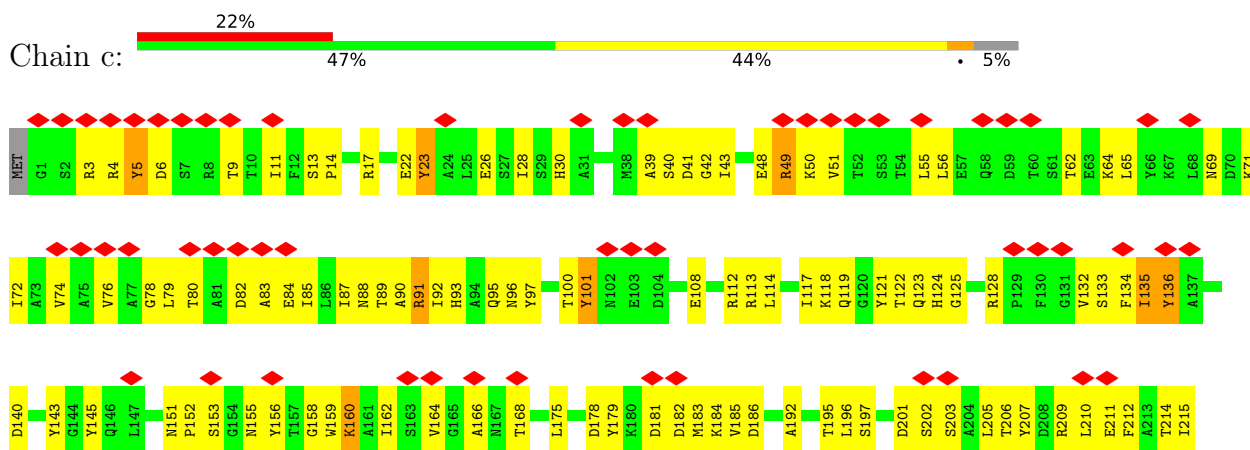 22%
Chain c:
47% 44% • 5%
MET G1 S2 R3 R4 Y5 D6 S7 R8 T9 T10 I11 F12 S13 P14 R17 E22 Y23 A24 L25 E26 S27 I28 S29 H30 A31 M38 A39 S40 D41 G42 I43 E48 R49 K50 V51 T52 S53 T54 L55 L56 E57 Q58 D59 T60 S61 T62 E63 K64 L65 Y66 K67 L68 N69 D70 K71
I72 A73 V74 A75 V76 A77 G78 L79 T80 A81 D82 A83 E84 I85 L86 I87 N88 T89 A90 R91 I92 H93 A94 Q95 N96 Y97 T100 Y101 N102 E103 D104 E108 R112 R113 L114 I117 K118 Q119 G120 Y121 T122 Q123 H124 G125 R128 P129 F130 G131 V132 S133 F134 I135 Y136 A137
D140 Y143 G144 Y145 Q146 L147 N151 P152 S153 G154 N155 Y156 T157 G158 W159 K160 A161 I162 S163 V164 G165 A166 N167 T168 L175 D178 Y179 K180 D181 D182 M183 K184 V185 D186 A192 T195 L196 S197 D201 S202 S203 A204 L205 T206 Y207 D208 R209 L210 E211 F212 A213 T214 I215